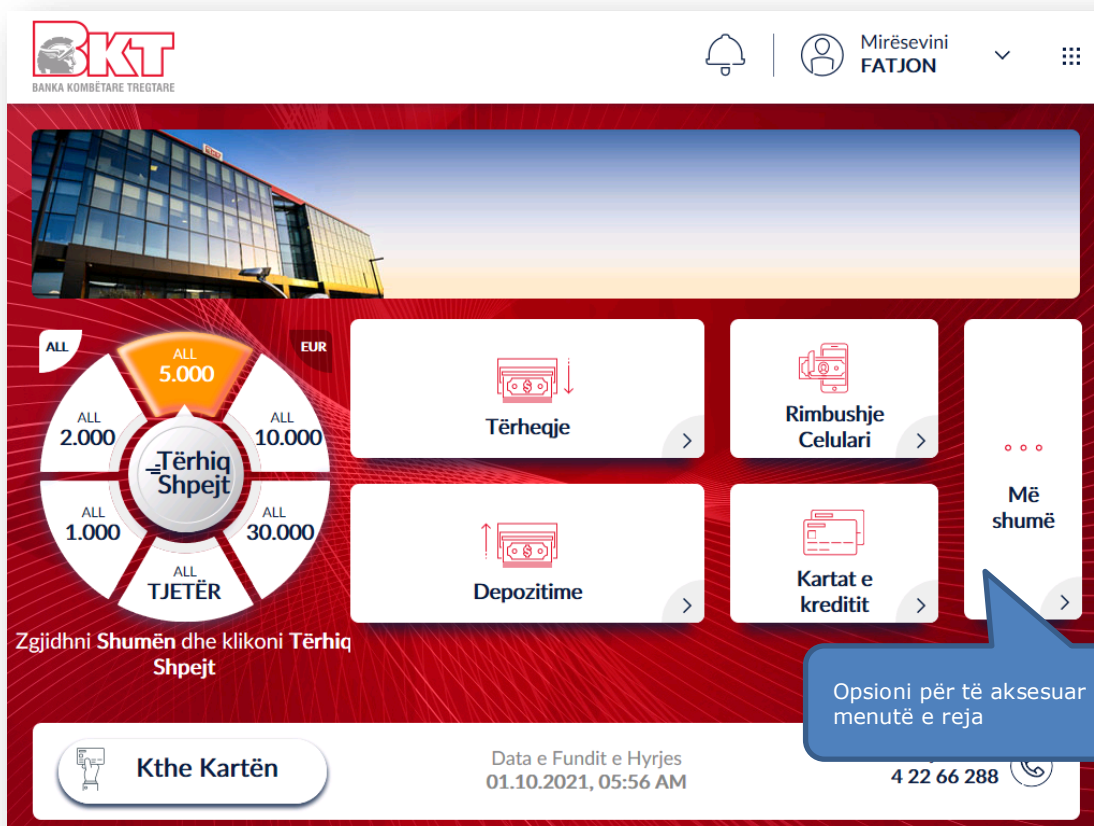 BKT
BANKA KOMBËTARE TREGTARE
Mirësevini
FATJON
ALL
EUR
ALL
5.000
ALL
2.000
ALL
10.000
Tërhiq
Shpejt
ALL
1.000
ALL
30.000
ALL
TJETËR
Zgjidhni Shumën dhe klikoni Tërhiq
Shpejt
Tërheqje
Rimbushje
Celulari
Depozitime
Kartat e
kreditit
Më
shumë
Opsioni për të aksesuar
menutë e reja
Kthe Kartën
Data e Fundit e Hyrjes
01.10.2021, 05:56 AM
4 22 66 288